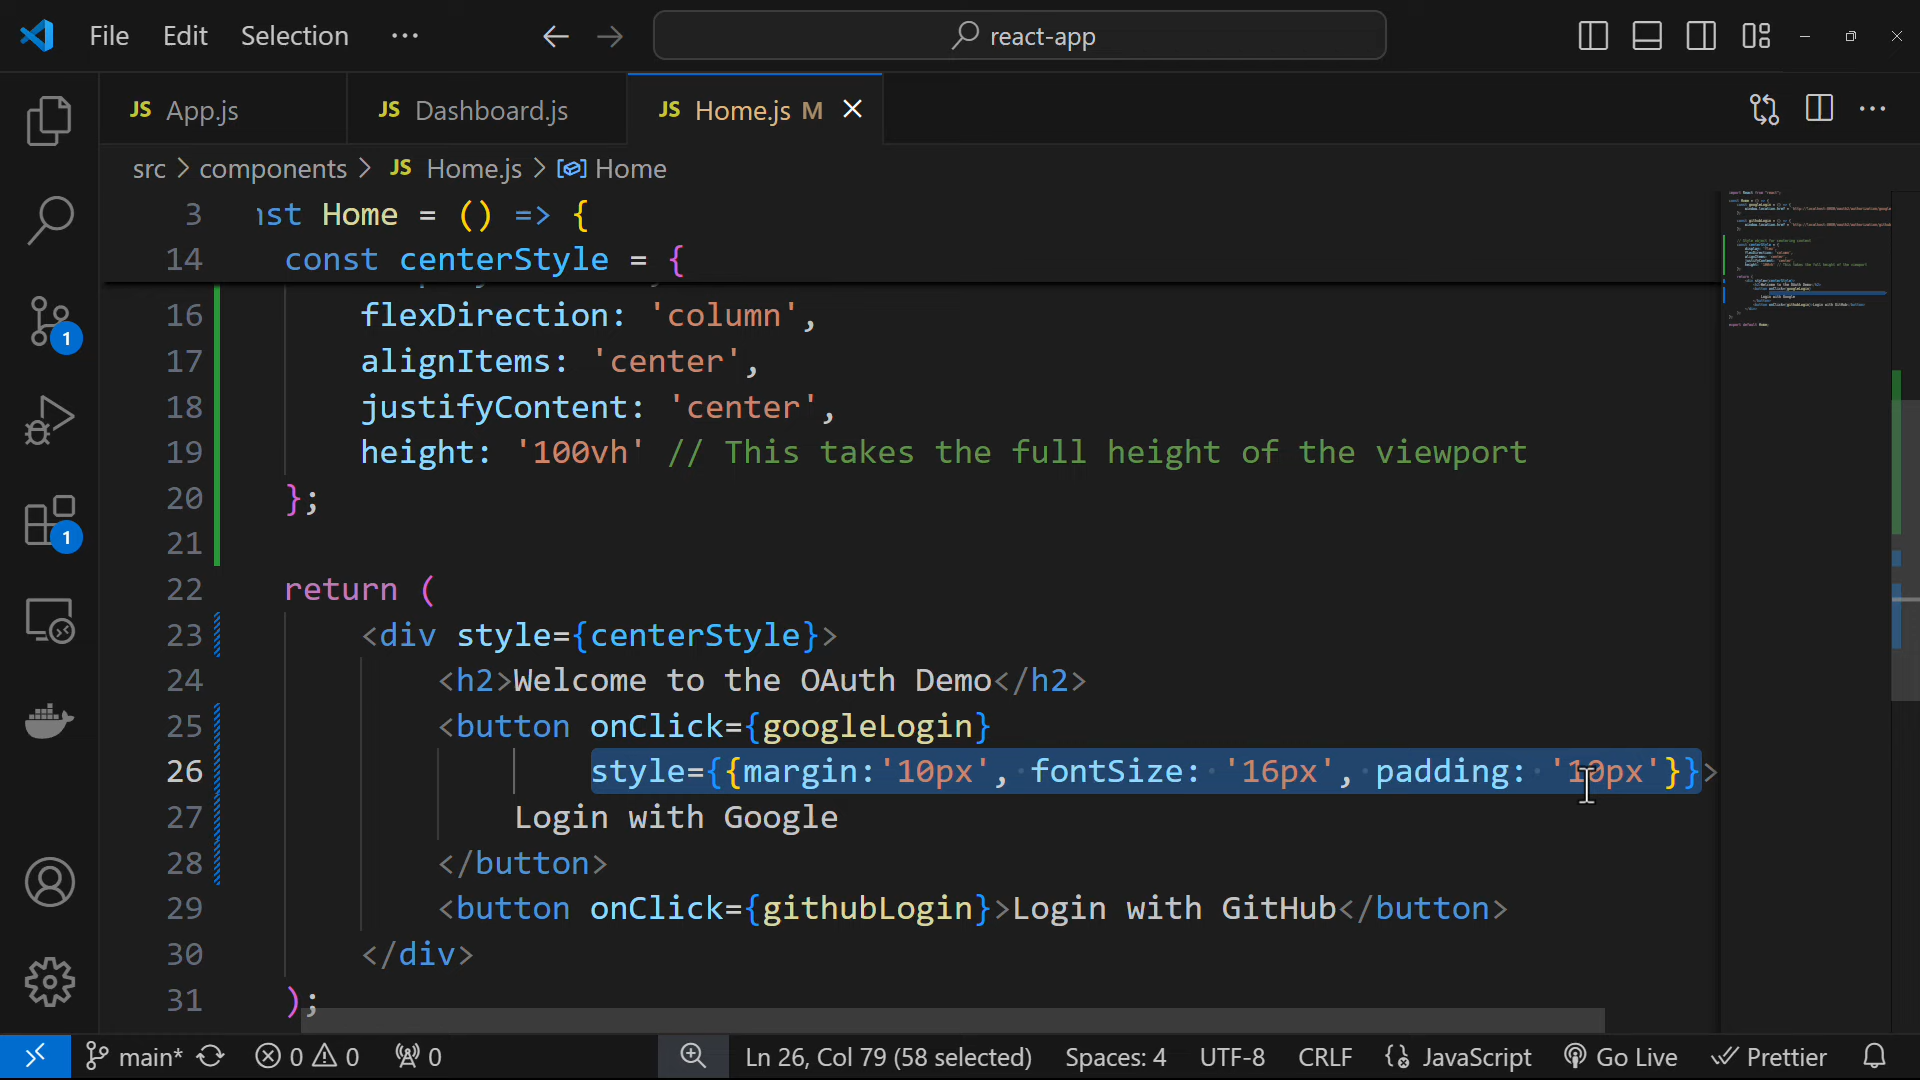 File Edit Selection ··· react-app
JS App.js JS Dashboard.js JS Home.js M
src > components > JS Home.js > Home
3 nst Home = () => {
14 const centerStyle = {
16 flexDirection: 'column',
17 alignItems: 'center',
18 justifyContent: 'center',
19 height: '100vh' // This takes the full height of the viewport
20 };
21
22 return (
23 <div style={centerStyle}>
24 <h2>Welcome to the OAuth Demo</h2>
25 <button onClick={googleLogin}
26 style={{margin:'10px', fontSize: '16px', padding: '10px'}}>
27 Login with Google
28 </button>
29 <button onClick={githubLogin}>Login with GitHub</button>
30 </div>
31 );
1
1
main* 0 0 0 Ln 26, Col 79 (58 selected) Spaces: 4 UTF-8 CRLF JavaScript Go Live Prettier